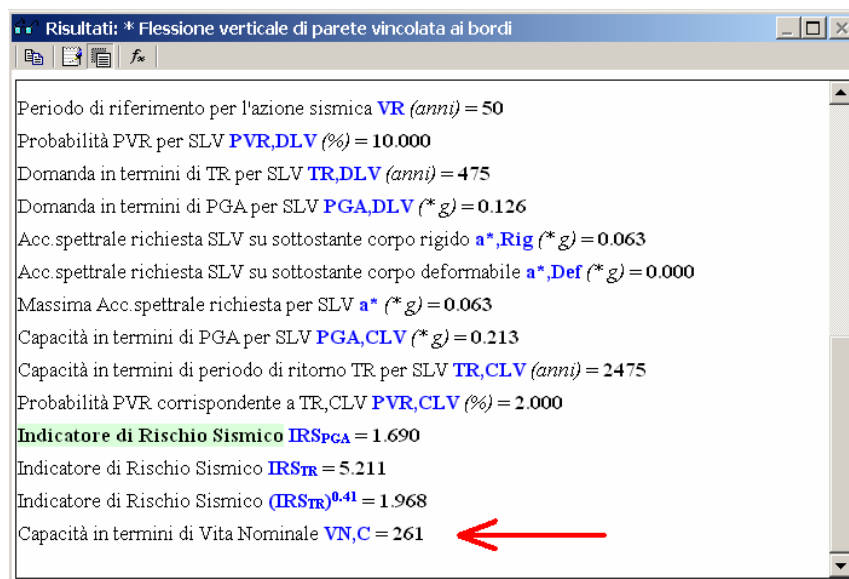 Risultati: * Flessione verticale di parete vincolata ai bordi
fx
Periodo di riferimento per l'azione sismica VR (anni) = 50
Probabilità PVR per SLV PVR,DLV (%) = 10.000
Domanda in termini di TR per SLV TR,DLV (anni) = 475
Domanda in termini di PGA per SLV PGA,DLV (* g) = 0.126
Acc.spettrale richiesta SLV su sottostante corpo rigido a*,Rig (* g) = 0.063
Acc.spettrale richiesta SLV su sottostante corpo deformabile a*,Def (* g) = 0.000
Massima Acc.spettrale richiesta per SLV a* (* g) = 0.063
Capacità in termini di PGA per SLV PGA,CLV (* g) = 0.213
Capacità in termini di periodo di ritorno TR per SLV TR,CLV (anni) = 2475
Probabilità PVR corrispondente a TR,CLV PVR,CLV (%) = 2.000
Indicatore di Rischio Sismico IRSPGA = 1.690
Indicatore di Rischio Sismico IRSTR = 5.211
Indicatore di Rischio Sismico (IRSTR)0.41 = 1.968
Capacità in termini di Vita Nominale VN,C = 261